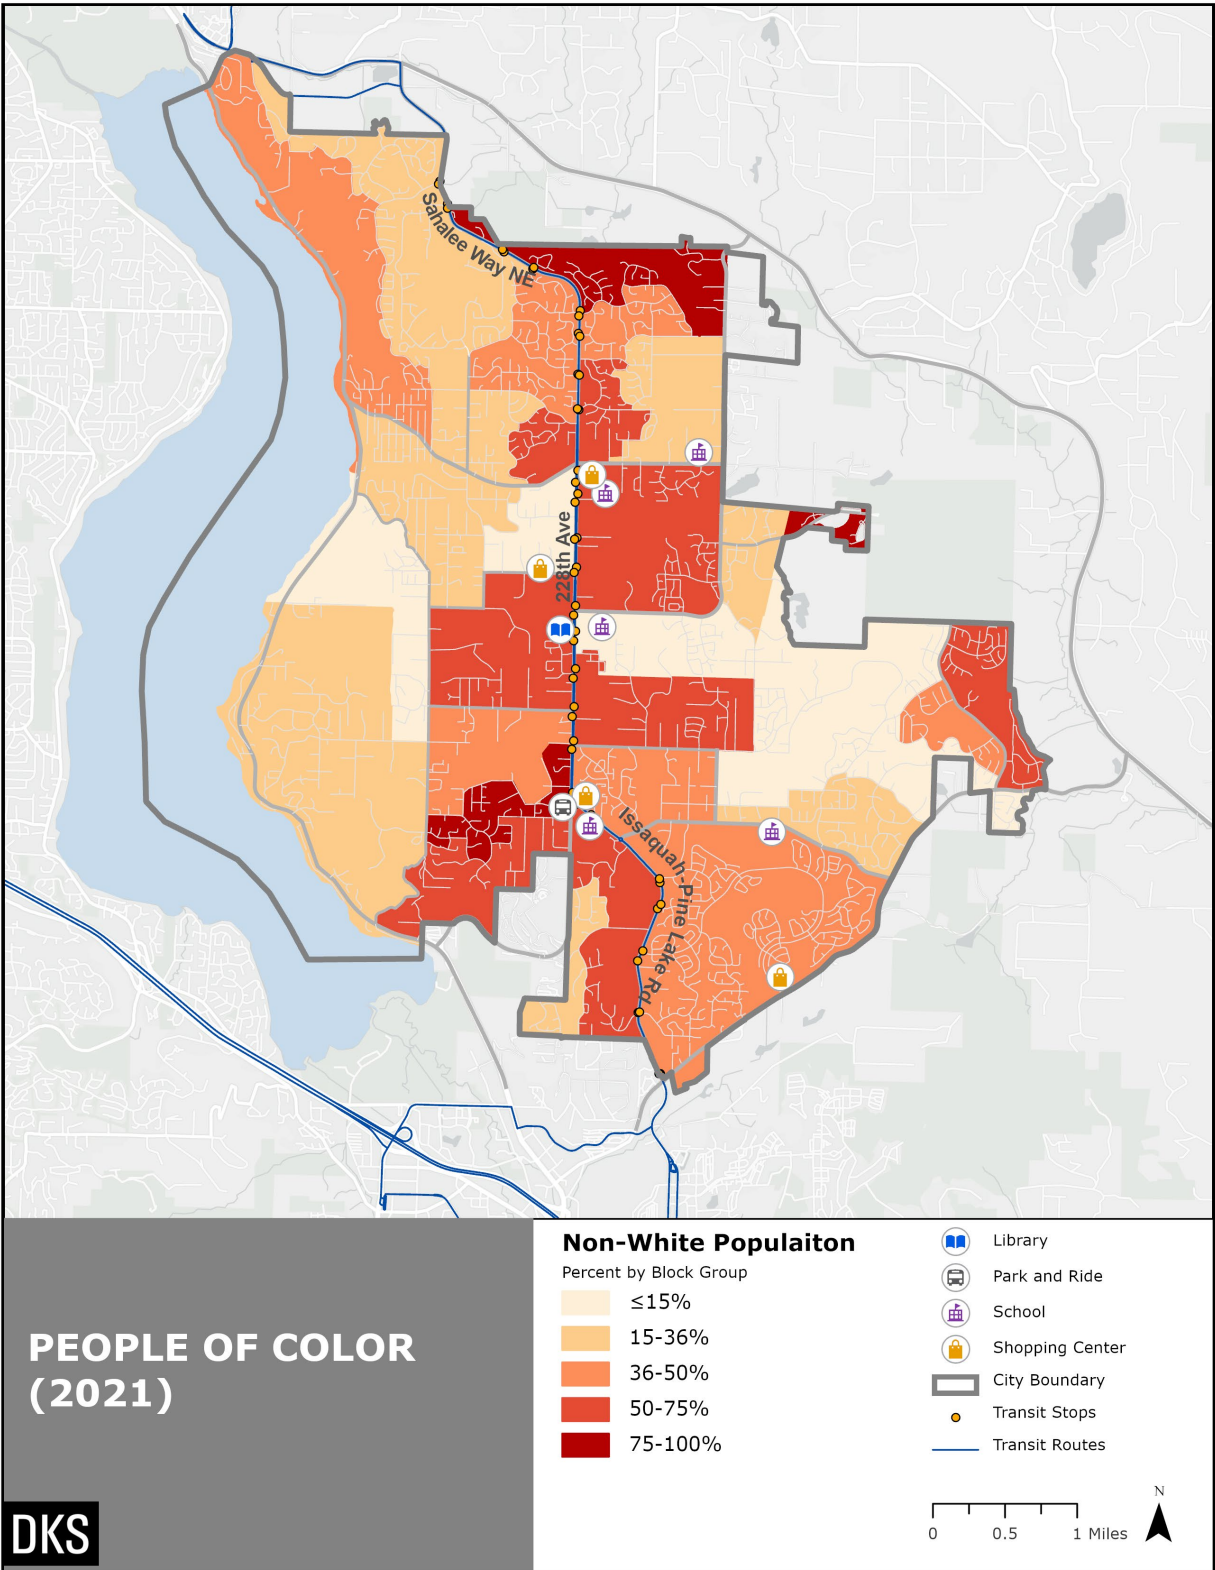 Sahalee Way NE
228th Ave
Issaquah-Pine Lake Rd
PEOPLE OF COLOR
(2021)
DKS
Non-White Populaiton
Percent by Block Group
≤15%
15-36%
36-50%
50-75%
75-100%
Library
Park and Ride
School
Shopping Center
City Boundary
Transit Stops
Transit Routes
N
0 0.5 1 Miles